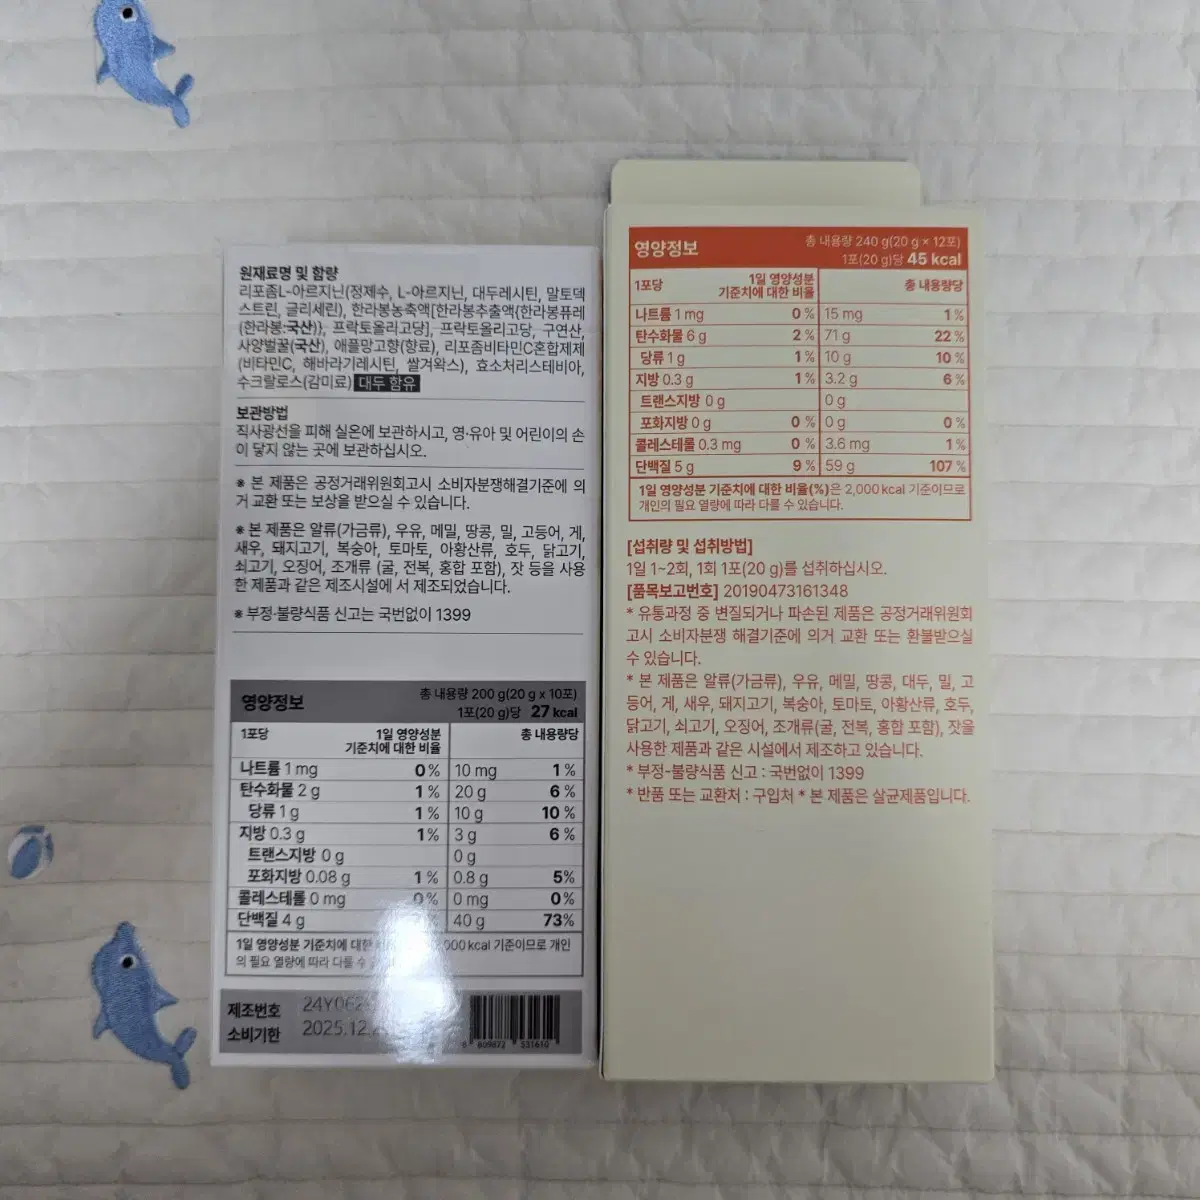 원재료명 및 함량
리포좀L-아르지닌(정제수, L-아르지닌, 대두레시틴, 말토덱
스트린, 글리세린), 한라봉농축액[한라봉추출액{(한라봉퓨레
(한라봉:국산)}, 프락토올리고당], 프락토올리고당, 구연산,
사양벌꿀(국산), 애플망고향(향료), 리포좀비타민C혼합제제
(비타민C, 해바라기레시틴, 쌀겨왁스), 효소처리스테비아,
수크랄로스(감미료) 대두 함유
보관방법
직사광선을 피해 실온에 보관하시고, 영·유아 및 어린이의 손
이 닿지 않는 곳에 보관하십시오.
※ 본 제품은 공정거래위원회고시 소비자분쟁해결기준에 의
거 교환 또는 보상을 받으실 수 있습니다.
※ 본 제품은 알류(가금류), 우유, 메밀, 땅콩, 밀, 고등어, 게,
새우, 돼지고기, 복숭아, 토마토, 아황산류, 호두, 닭고기,
쇠고기, 오징어, 조개류 (굴, 전복, 홍합 포함), 잣 등을 사용
한 제품과 같은 제조시설에 서 제조되었습니다.
※ 부정·불량식품 신고는 국번없이 1399
영양정보
총 내용량 200 g(20 g x 10포)
1포(20 g)당 27 kcal
1포당 1일 영양성분 총 내용량당
기준치에 대한 비율
나트륨 1 mg 0 % 10 mg 1 %
탄수화물 2 g 1 % 20 g 6 %
당류 1 g 1 % 10 g 10 %
지방 0.3 g 1 % 3 g 6 %
트랜스지방 0 g 0 g
포화지방 0.08 g 1 % 0.8 g 5%
콜레스테롤 0 mg 0% 0 mg 0%
단백질 4 g 40 g 73%
1일 영양성분 기준치에 대한 000 kcal 기준이므로 개인
의 필요 열량에 따라 다를 수
제조번호
소비기한 2025.12.
영양정보
총 내용량 240 g(20 g × 12포)
1포(20 g)당 45 kcal
1포당 1일 영양성분 총 내용량당
기준치에 대한 비율
나트륨 1 mg 0 % 15 mg 1 %
탄수화물 6 g 2 % 71 g 22 %
당류 1 g 1 % 10 g 10 %
지방 0.3 g 1 % 3.2 g 6 %
트랜스지방 0 g 0 g
포화지방 0 g 0 % 0 g 0 %
콜레스테롤 0.3 mg 0 % 3.6 mg 1 %
단백질 5 g 9 % 59 g 107 %
1일 영양성분 기준치에 대한 비율(%)은 2,000 kcal 기준이므로
개인의 필요 열량에 따라 다를 수 있습니다.
[섭취량 및 섭취방법]
1일 1~2회, 1회 1포(20 g)를 섭취하십시오.
[품목보고번호] 20190473161348
* 유통과정 중 변질되거나 파손된 제품은 공정거래위원회
고시 소비자분쟁 해결기준에 의거 교환 또는 환불받으실
수 있습니다.
* 본 제품은 알류(가금류), 우유, 메밀, 땅콩, 대두, 밀, 고
등어, 게, 새우, 돼지고기, 복숭아, 토마토, 아황산류, 호두,
닭고기, 쇠고기, 오징어, 조개류(굴, 전복, 홍합 포함), 잣을
사용한 제품과 같은 시설에서 제조하고 있습니다.
* 부정·불량식품 신고 : 국번없이 1399
* 반품 또는 교환처 : 구입처 * 본 제품은 살균제품입니다.